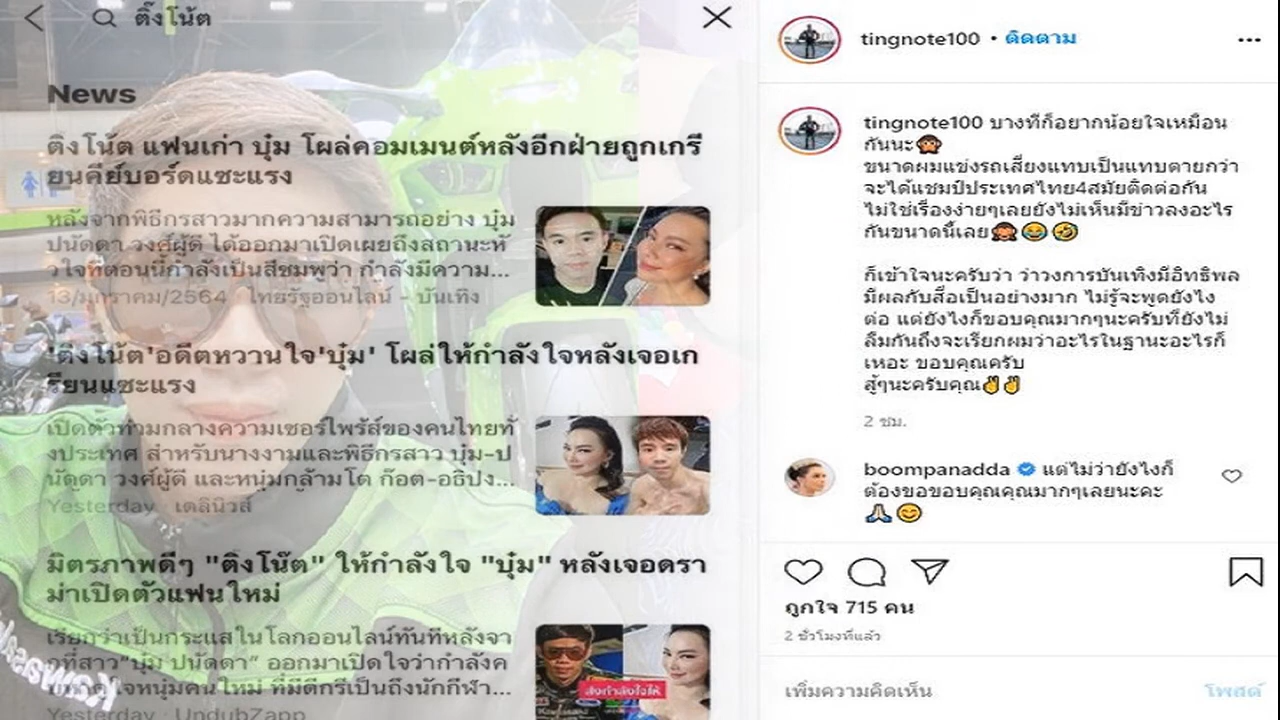 ติ๊งโน้ต
News
ติงโน้ต แฟนเก่า บุ๋ม โผล่คอมเมนต์หลังอีกฝ่ายถูกเกรี
ยนคีย์บอร์ดแซะแรง
หลังจากพิธีกรสาวมากความสามารถอย่าง บุ๋ม
ปนัดดา วงศ์ผู้ดี ได้ออกมาเปิดเผยถึงสถานะหั
วใจที่ตอนนี้กำลังเป็นสีชมพูว่า กำลังมีความ...
13/มกราคม/2564 ไทยรัฐออนไลน์ - บันเทิง
'ติงโน้ต'อดีตหวานใจ'บุ๋ม' โผล่ให้กำลังใจหลังเจอเก
รียนแซะแรง
เปิดตัวท่ามกลางความเซอร์ไพร้ส์ของคนไทยทั่
งประเทศ สำหรับนางงามและพิธีกรสาว บุ๋ม-ป
นัดดา วงศ์ผู้ดี และหนุ่มกล้ามโต ก๊อต-อธิปง...
Yesterday เดลินิวส์
มิตรภาพดีๆ "ติ๊งโน๊ต" ให้กำลังใจ "บุ๋ม" หลังเจอดรา
ม่าเปิดตัวแฟนใหม่
เรียกว่าเป็นกระแสในโลกออนไลน์ทันทีหลังจา
กที่สาว"บุ๋ม ปนัดดา" ออกมาเปิดใจว่ากำลังค
ใจหนุ่มคนใหม่ ที่มีดีกรีเป็นถึงนักกีฬา...
ส่งกำลังใจให้
Yesterday · UndubZapp
tingnote100 • ติดตาม
tingnote100 บางทีก็อยากน้อยใจเหมือน
กันนะ🙊
ขนาดผมแข่งรถเสี่ยงแทบเป็นแทบตายกว่า
จะได้แชมป์ประเทศไทย4สมัยติดต่อกัน
ไม่ใช่เรื่องง่ายๆเลยยังไม่เห็นมีข่าวลงอะไร
กันขนาดนี้เลย🙊😂🤣
ก็เข้าใจนะครับว่า ว่าวงการบันเทิงมีอิทธิพล
มีผลกับสื่อเป็นอย่างมาก ไม่รู้จะพูดยังไง
ต่อ แต่ยังไงก็ขอบคุณมากๆนะครับที่ยังไม่
ลืมกันถึงจะเรียกผมว่าอะไรในฐานะอะไรก็
เหอะ ขอบคุณครับ
สู้ๆนะครับคุณ✌✌
2 ชม.
boompanadda แต่ไม่ว่ายังไงก็
ต้องขอขอบคุณคุณมากๆเลยนะคะ
🙏😊
ถูกใจ 715 คน
2 ชั่วโมงที่แล้ว
เพิ่มความคิดเห็น
โพสต์